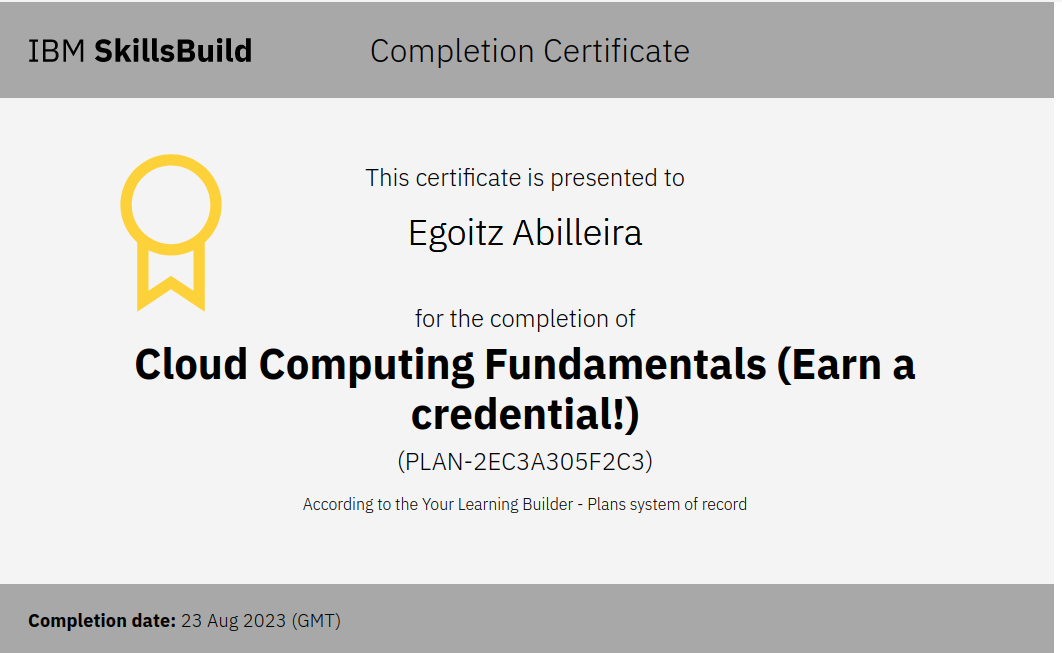 IBM SkillsBuild
Completion Certificate
This certificate is presented to
Egoitz Abilleira
for the completion of
Cloud Computing Fundamentals (Earn a
credential!)
(PLAN-2EC3A305F2C3)
According to the Your Learning Builder - Plans system of record
Completion date: 23 Aug 2023 (GMT)